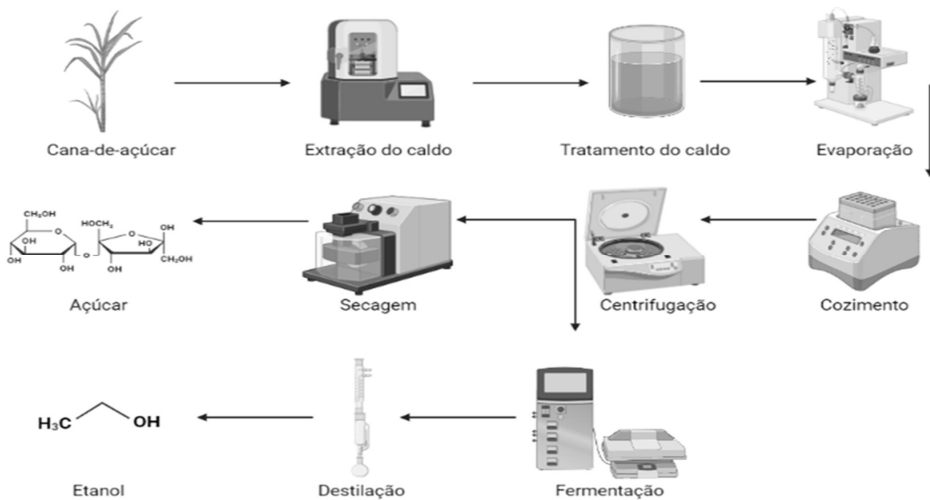 Cana-de-açúcar
Extração do caldo
Tratamento do caldo
Evaporação
CH₂OH
O
OH
OH
OH
O
HOCH₂
O
OH
HO
CH₂OH
OH
Açúcar
Secagem
Centrifugação
Cozimento
H₃C
OH
Etanol
Destilação
Fermentação